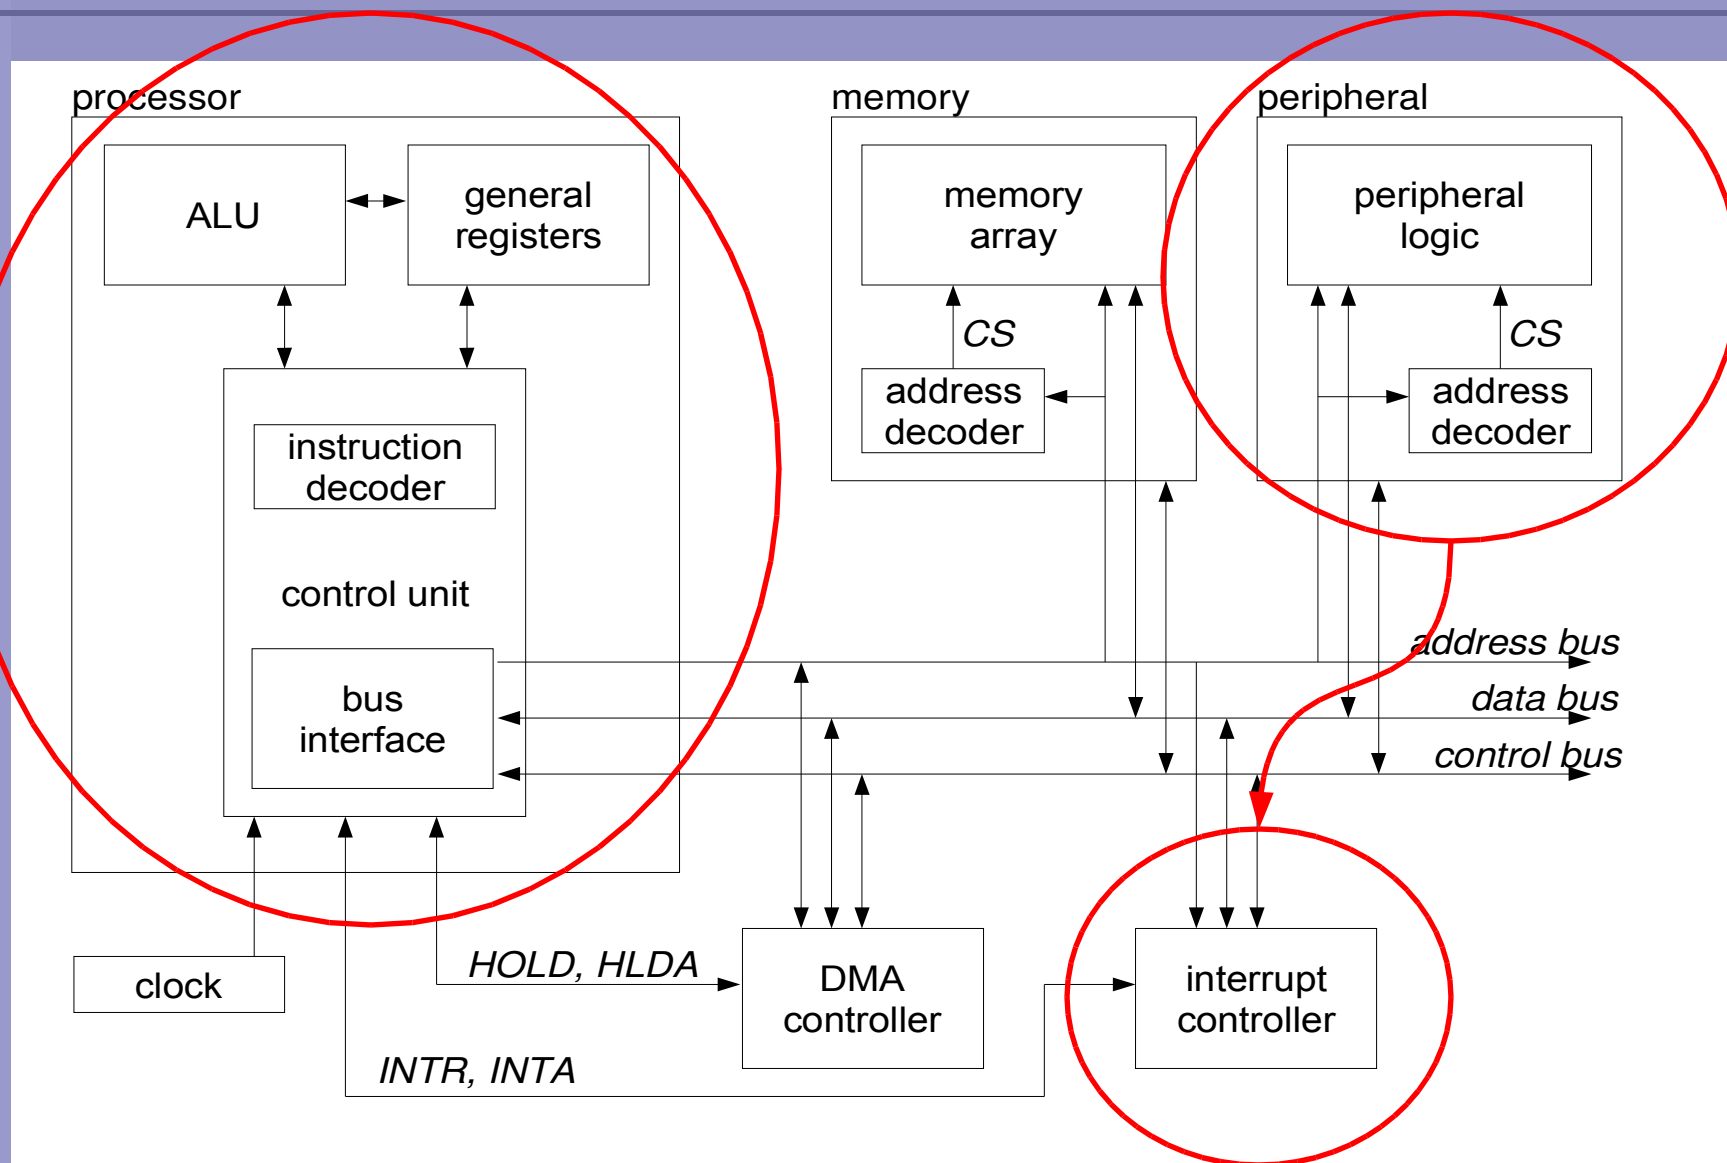 processor
memory
peripheral
ALU
general
registers
memory
array
peripheral
logic
CS
CS
address
decoder
address
decoder
instruction
decoder
control unit
address bus
bus
interface
data bus
control bus
HOLD, HLDA
clock
DMA
controller
interrupt
controller
INTR, INTA